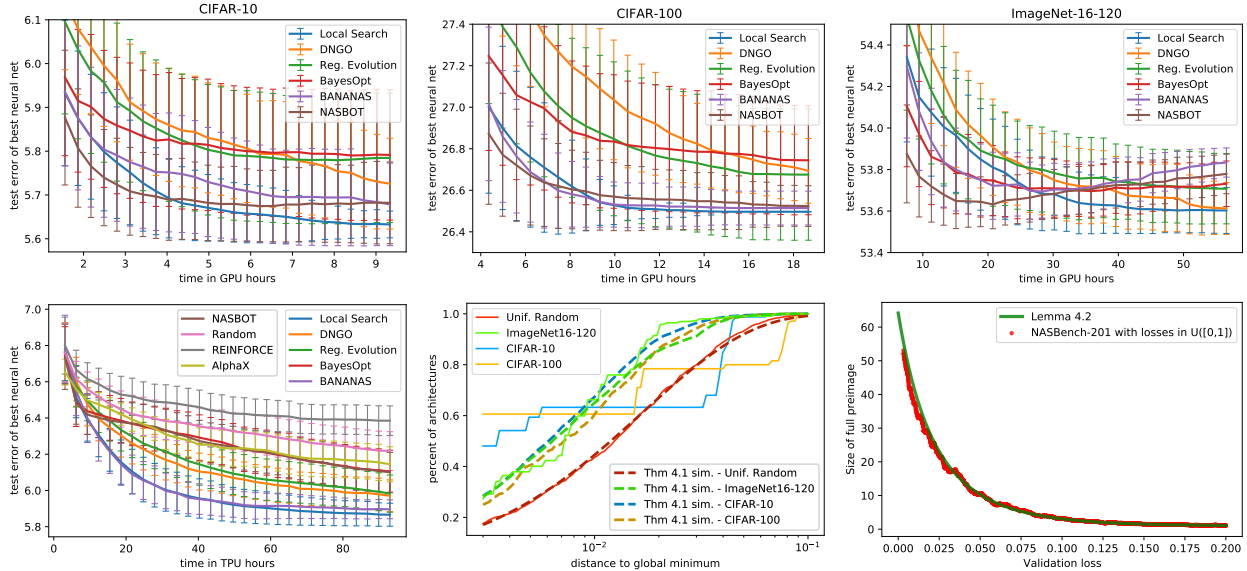 CIFAR-10
test error of best neural net
6.1
6.0
5.9
5.8
5.7
5.6
2 3 4 5 6 7 8 9
time in GPU hours
Local Search
DNGO
Reg. Evolution
BayesOpt
BANANAS
NASBOT
CIFAR-100
test error of best neural net
27.4
27.2
27.0
26.8
26.6
26.4
4 6 8 10 12 14 16 18
time in GPU hours
Local Search
DNGO
Reg. Evolution
BayesOpt
BANANAS
NASBOT
ImageNet-16-120
test error of best neural net
54.4
54.2
54.0
53.8
53.6
53.4
10 20 30 40 50
time in GPU hours
Local Search
DNGO
Reg. Evolution
BayesOpt
BANANAS
NASBOT
test error of best neural net
7.0
6.8
6.6
6.4
6.2
6.0
5.8
0 20 40 60 80
time in TPU hours
NASBOT
Random
REINFORCE
AlphaX
Local Search
DNGO
Reg. Evolution
BayesOpt
BANANAS
percent of architectures
1.0
0.8
0.6
0.4
0.2
10⁻² 10⁻¹
distance to global minimum
Unif. Random
ImageNet16-120
CIFAR-10
CIFAR-100
Thm 4.1 sim. - Unif. Random
Thm 4.1 sim. - ImageNet16-120
Thm 4.1 sim. - CIFAR-10
Thm 4.1 sim. - CIFAR-100
Size of full preimage
60
50
40
30
20
10
0
0.000 0.025 0.050 0.075 0.100 0.125 0.150 0.175 0.200
Validation loss
Lemma 4.2
NASBench-201 with losses in U([0,1])